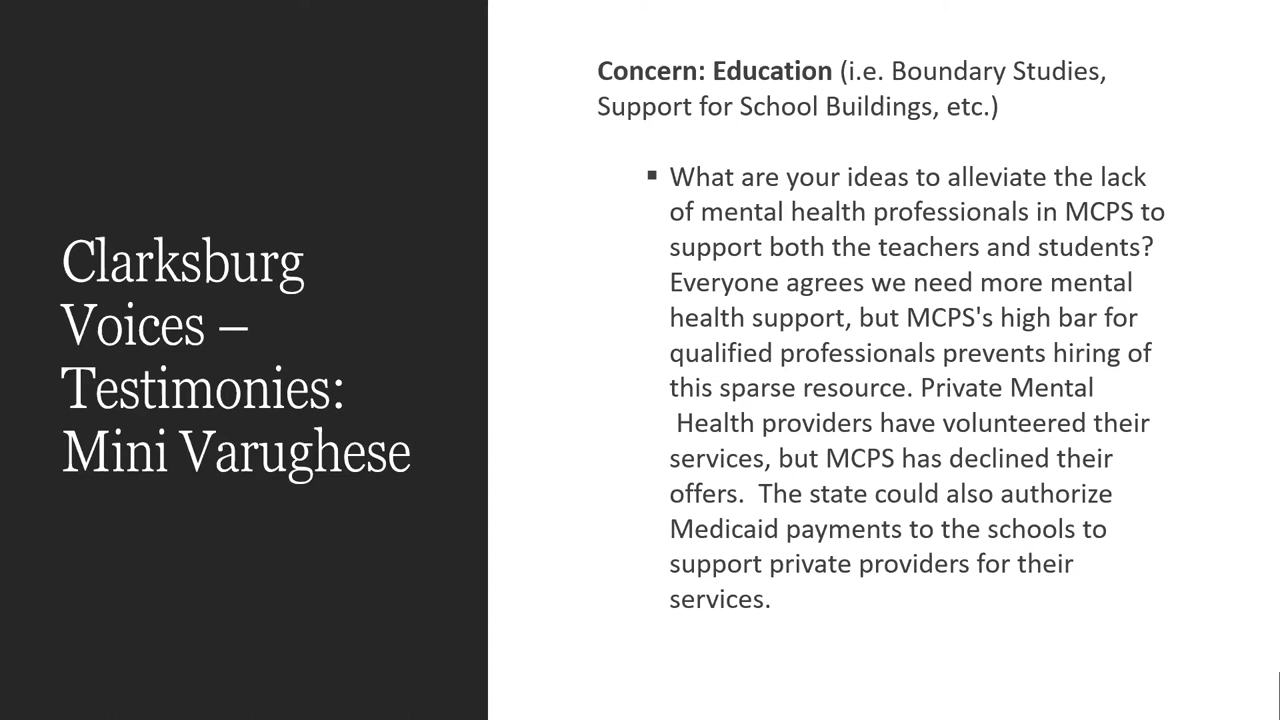 Clarksburg
Voices –
Testimonies:
Mini Varughese
Concern: Education (i.e. Boundary Studies,
Support for School Buildings, etc.)
▪ What are your ideas to alleviate the lack
of mental health professionals in MCPS to
support both the teachers and students?
Everyone agrees we need more mental
health support, but MCPS's high bar for
qualified professionals prevents hiring of
this sparse resource. Private Mental
Health providers have volunteered their
services, but MCPS has declined their
offers.  The state could also authorize
Medicaid payments to the schools to
support private providers for their
services.